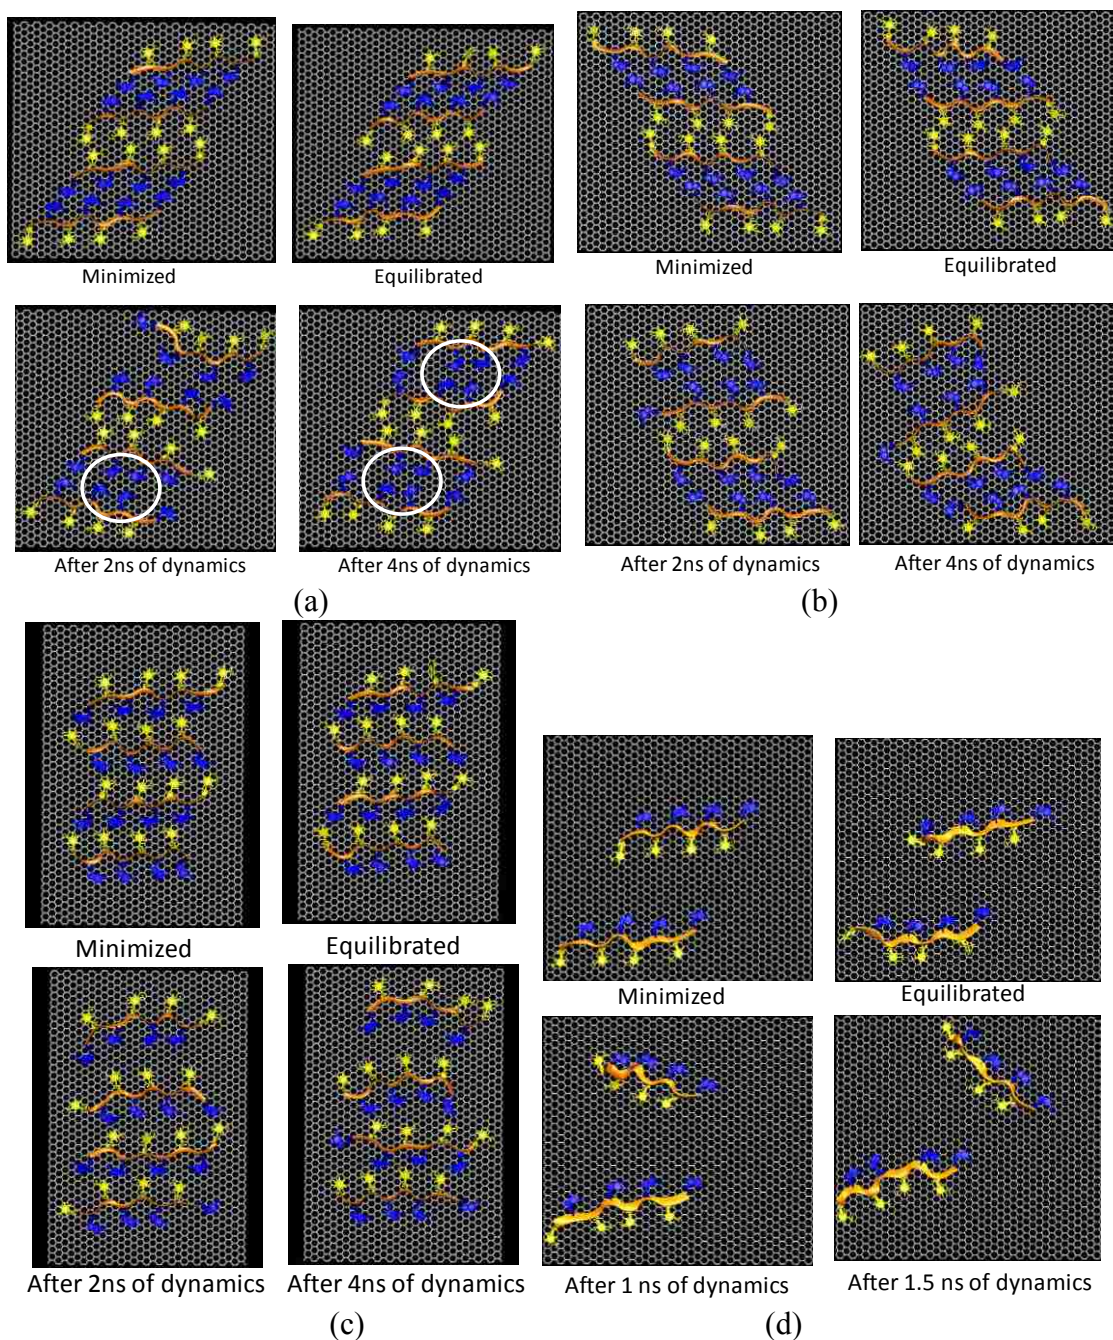 Minimized
Equilibrated
Minimized
Equilibrated
After 2ns of dynamics
After 4ns of dynamics
After 2ns of dynamics
After 4ns of dynamics
(a)
(b)
Minimized
Equilibrated
Minimized
Equilibrated
After 2ns of dynamics
After 4ns of dynamics
After 1 ns of dynamics
After 1.5 ns of dynamics
(c)
(d)